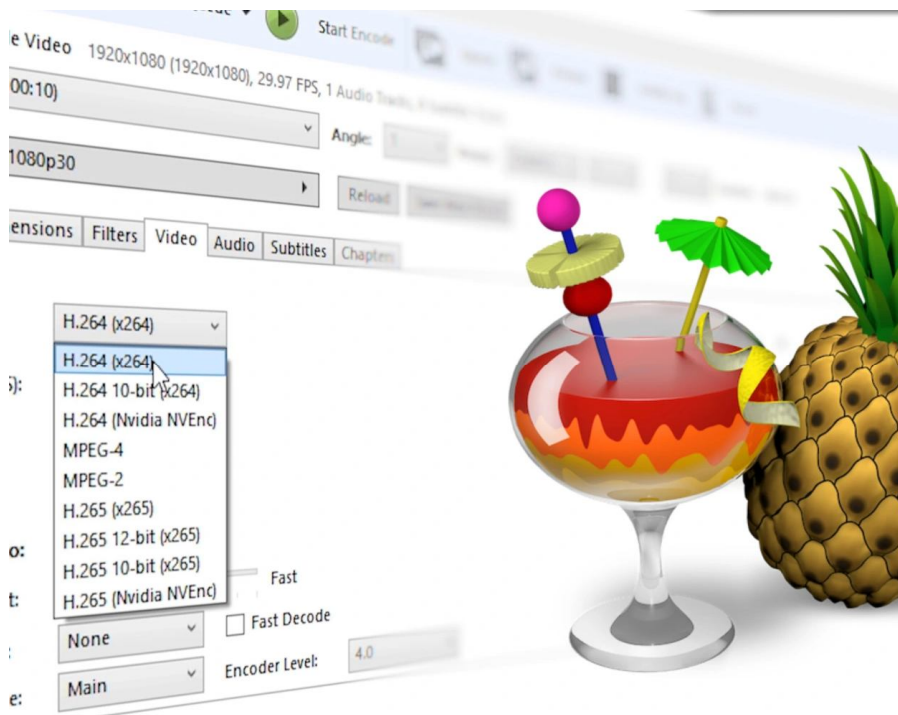 Start Encode
e Video 1920x1080 (1920x1080), 29.97 FPS, 1 Audio
00:10)
Angle: 1
1080p30
Reload
ensions Filters Video Audio Subtitles Chapters
H.264 (x264)
H.264 (x264)
s):
H.264 10-bit (x264)
H.264 (Nvidia NVEnc)
MPEG-4
MPEG-2
H.265 (x265)
H.265 12-bit (x265)
o:
H.265 10-bit (x265)
Fast
t:
H.265 (Nvidia NVEnc)
Fast Decode
: None
Encoder Level: 4.0
e: Main